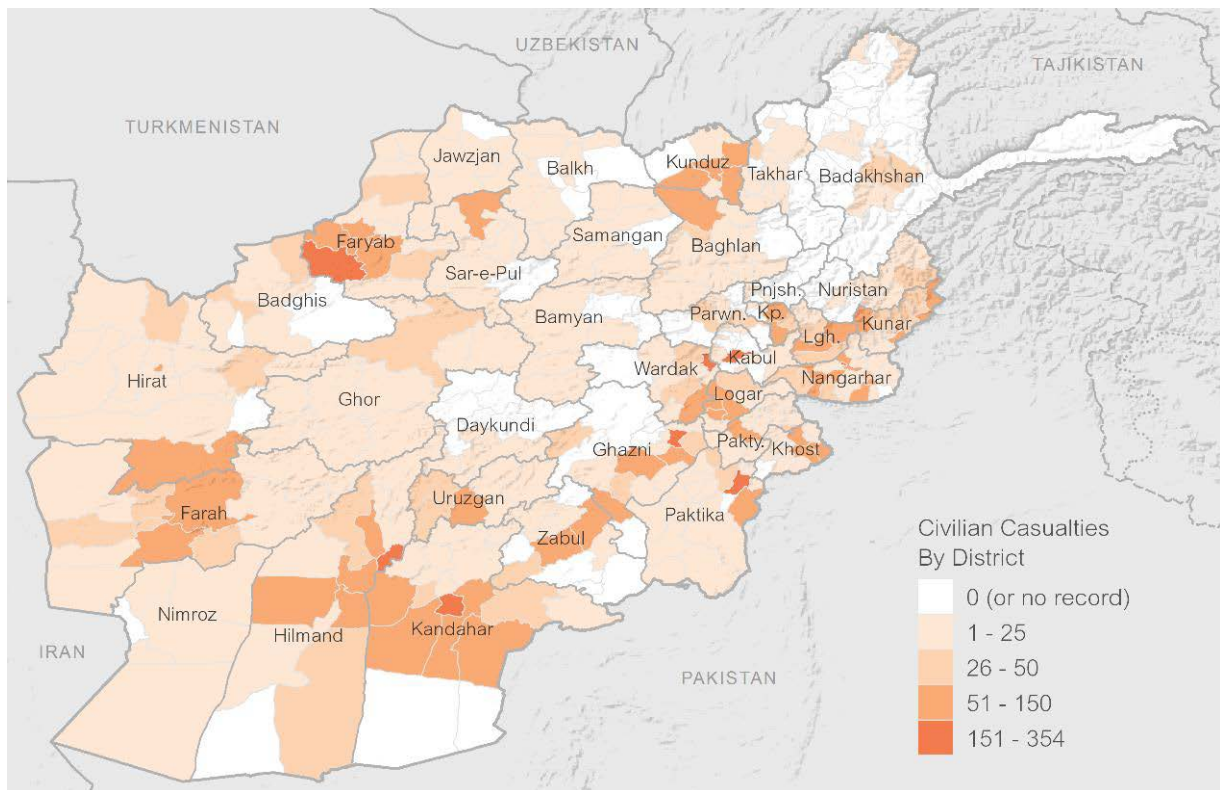 UZBEKISTAN
TAJIKISTAN
TURKMENISTAN
Jawzjan
Balkh
Kunduz
Takhar
Badakhshan
Faryab
Samangan
Baghlan
Sar-e-Pul
Badghis
Pnjsh.
Nuristan
Bamyan
Parwn.
Kp.
Lgh.
Kunar
Kabul
Wardak
Nangarhar
Hirat
Ghor
Logar
Daykundi
Ghazni
Pakty.
Khost
Uruzgan
Paktika
Farah
Zabul
Nimroz
Hilmand
Kandahar
IRAN
PAKISTAN
Civilian Casualties
By District
0 (or no record)
1 - 25
26 - 50
51 - 150
151 - 354